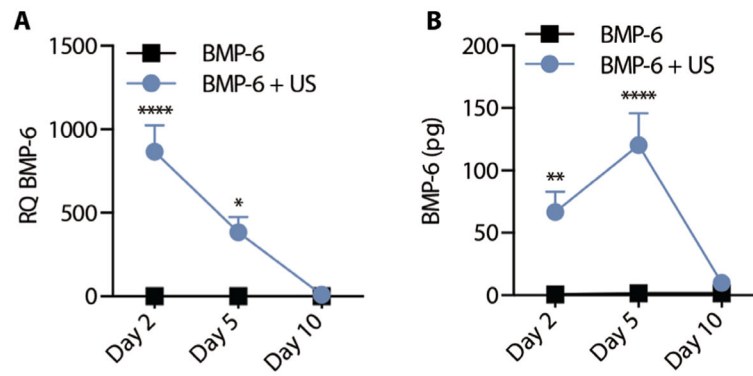 A
RQ BMP-6
1500
1000
500
0
BMP-6
BMP-6 + US
****
*
Day 2
Day 5
Day 10
B
BMP-6 (pg)
200
150
100
50
0
BMP-6
BMP-6 + US
**
****
Day 2
Day 5
Day 10